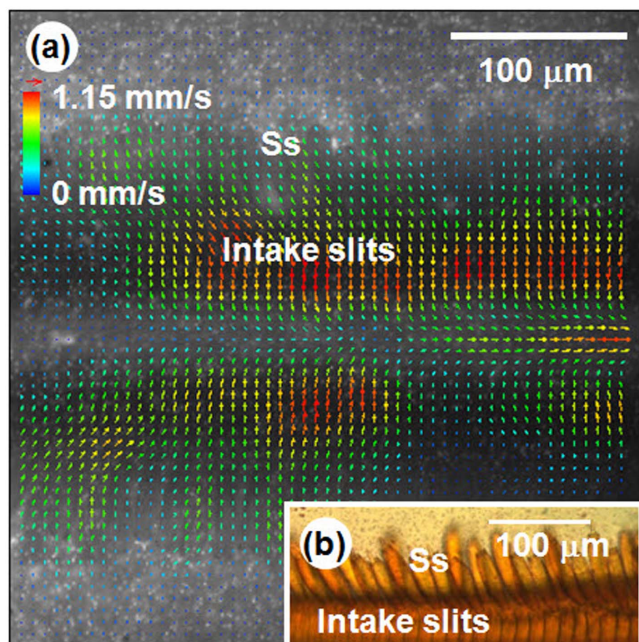 (a)
100 μm
1.15 mm/s
0 mm/s
Ss
Intake slits
(b)
100 μm
Ss
Intake slits